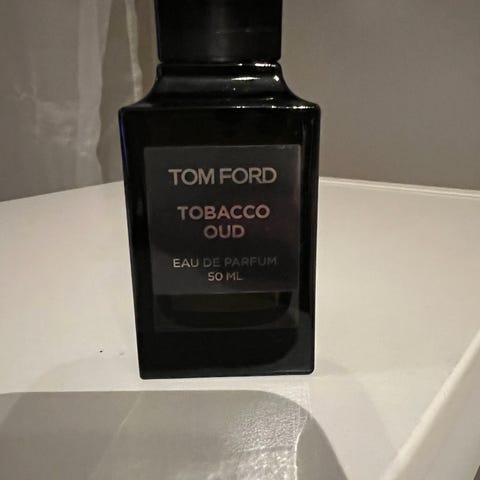 TOM FORD
TOBACCO
OUD
EAU DE PARFUM
50 ML